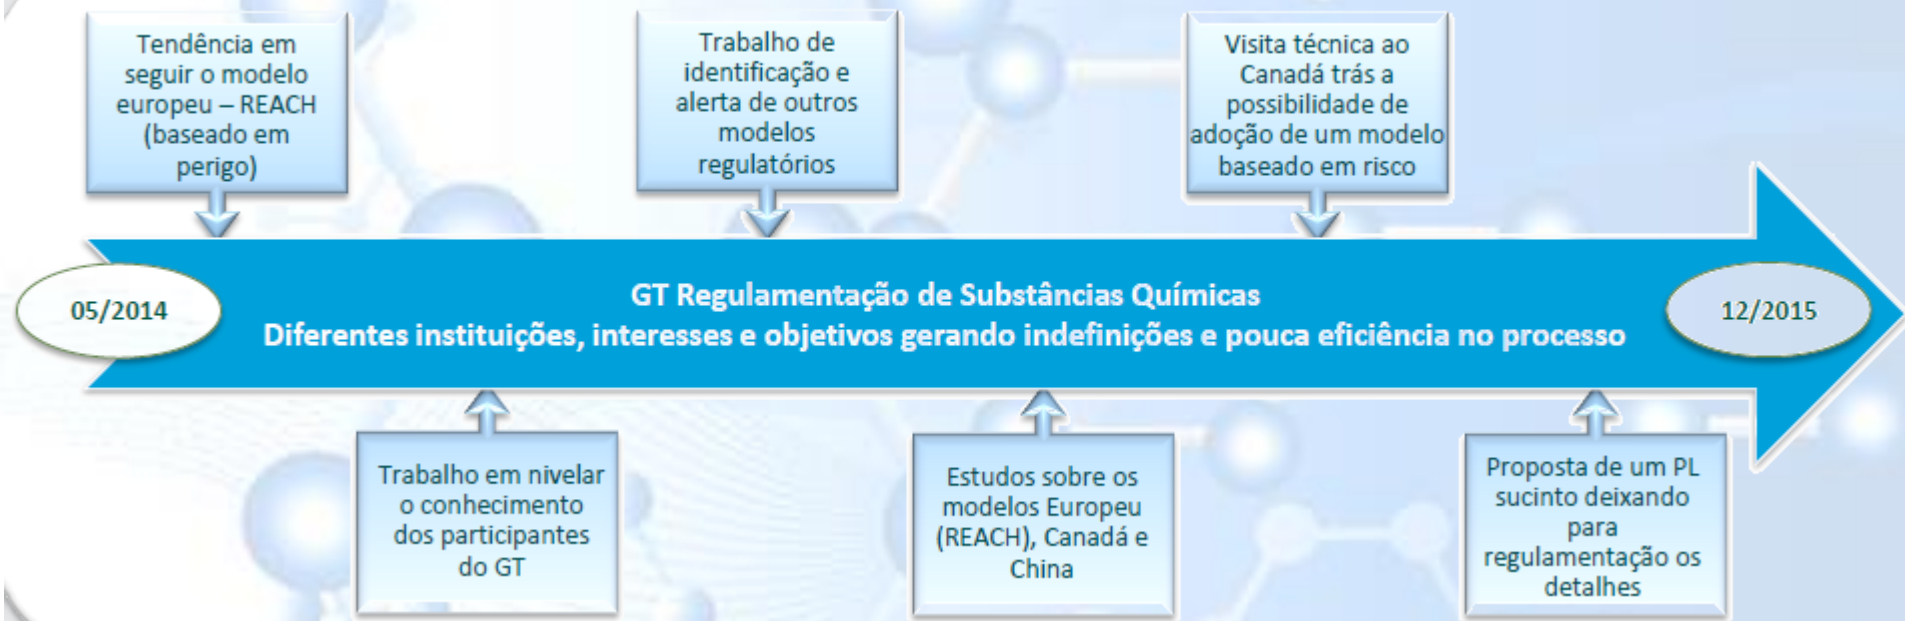 Tendência em
seguir o modelo
europeu – REACH
(baseado em
perigo)
Trabalho de
identificação e
alerta de outros
modelos
regulatórios
Visita técnica ao
Canadá trás a
possibilidade de
adoção de um modelo
baseado em risco
05/2014
GT Regulamentação de Substâncias Químicas
Diferentes instituições, interesses e objetivos gerando indefinições e pouca eficiência no processo
12/2015
Trabalho em nivelar
o conhecimento
dos participantes
do GT
Estudos sobre os
modelos Europeu
(REACH), Canadá e
China
Proposta de um PL
sucinto deixando
para
regulamentação os
detalhes